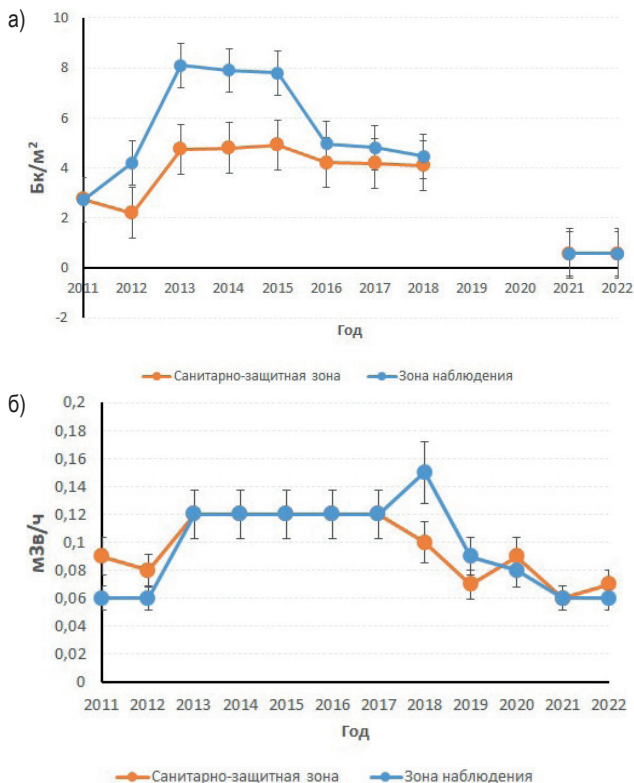 а)
10
8
6
4
2
0
-2
Бк/м²
2011 2012 2013 2014 2015 2016 2017 2018 2019 2020 2021 2022
Год
Санитарно-защитная зона Зона наблюдения
б)
0,2
0,18
0,16
0,14
0,12
0,1
0,08
0,06
0,04
0,02
0
мЗв/ч
2011 2012 2013 2014 2015 2016 2017 2018 2019 2020 2021 2022
Год
Санитарно-защитная зона Зона наблюдения